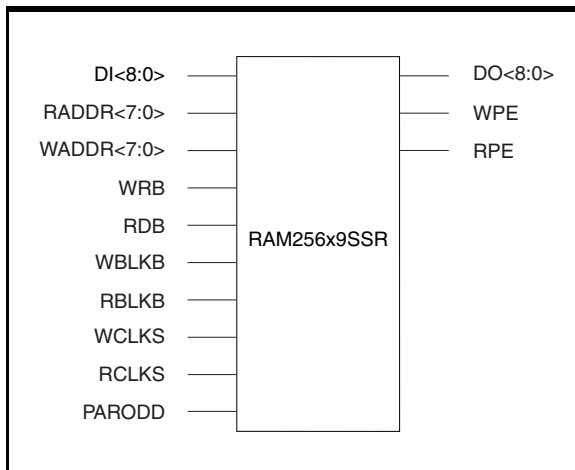 DI<8:0>
RADDR<7:0>
WADDR<7:0>
WRB
RDB
WBLKB
RBLKB
WCLKS
RCLKS
PARODD
RAM256x9SSR
DO<8:0>
WPE
RPE